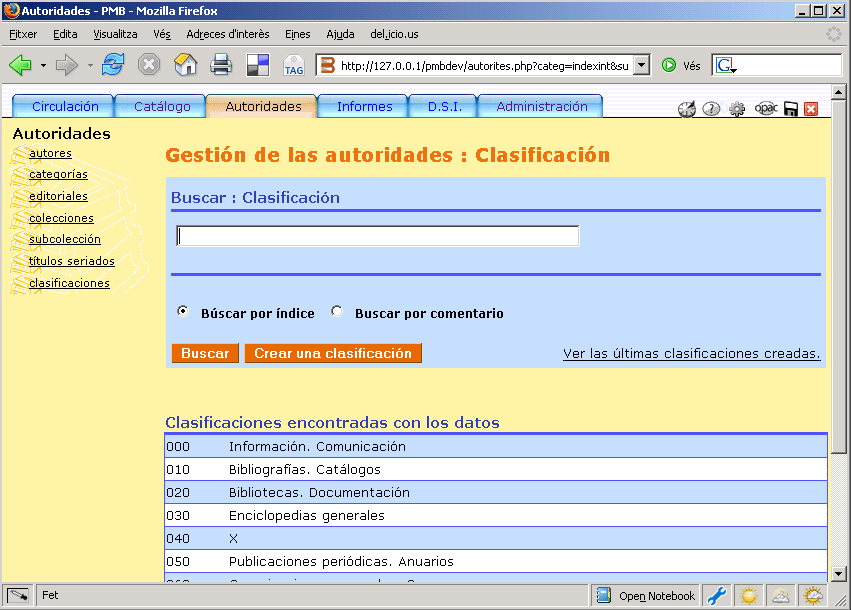 Autoridades - PMB - Mozilla Firefox
Fitxer Edita Visualitza Vés Adreces d'interès Eines Ajuda del.icio.us
TAG http://127.0.0.1/pmbdev/autorites.php?categ=indexint&su Vés G
Circulación Catálogo Autoridades Informes D.S.I. Administración opac
Autoridades
autores
categorías
editoriales
colecciones
subcolección
títulos seriados
clasificaciones
Gestión de las autoridades : Clasificación
Buscar : Clasificación
Búscar por índice Buscar por comentario
Buscar Crear una clasificación Ver las últimas clasificaciones creadas.
Clasificaciones encontradas con los datos
000 Información. Comunicación
010 Bibliografías. Catálogos
020 Bibliotecas. Documentación
030 Enciclopedias generales
040 X
050 Publicaciones periódicas. Anuarios
Fet Open Notebook